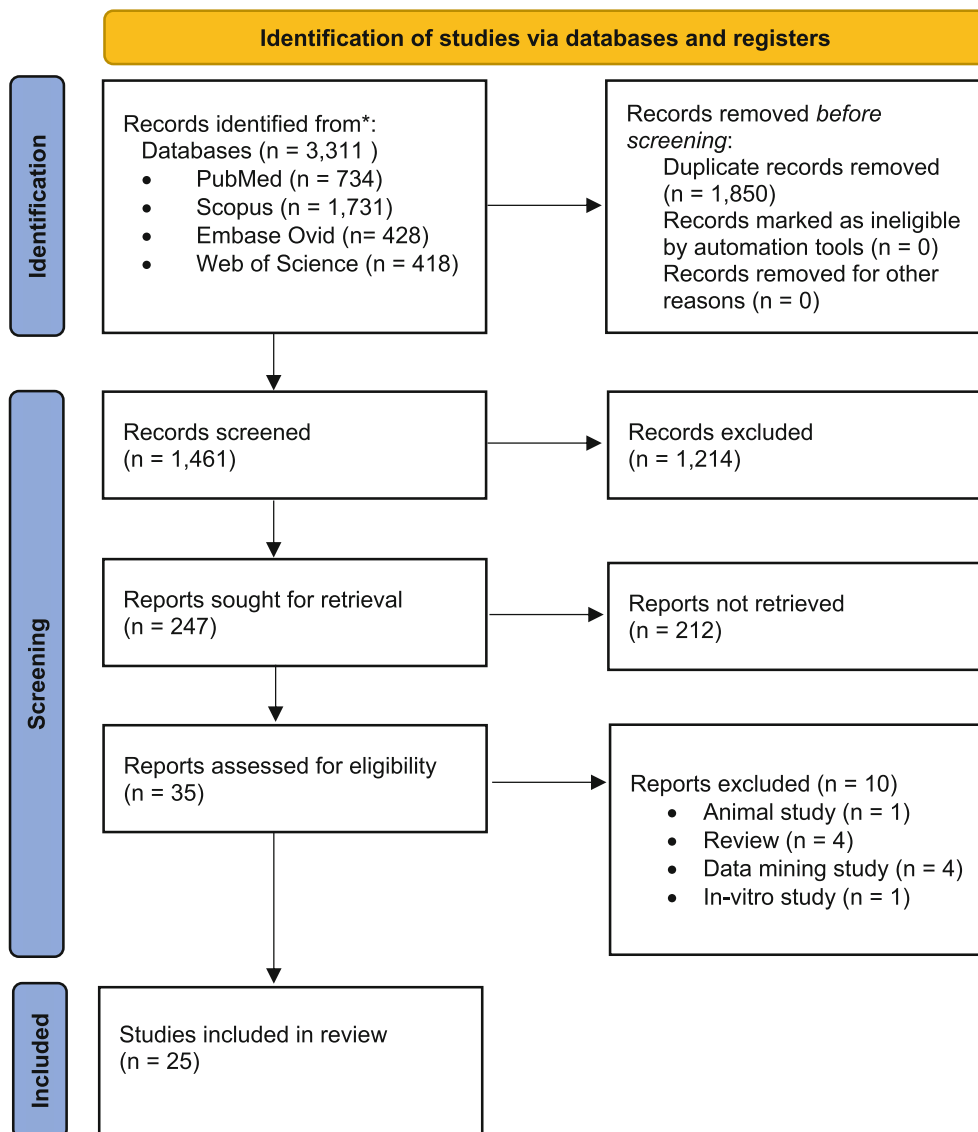 Identification of studies via databases and registers
Identification
Records identified from*:
Databases (n = 3,311 )
• PubMed (n = 734)
• Scopus (n = 1,731)
• Embase Ovid (n= 428)
• Web of Science (n = 418)
Records removed before
screening:
Duplicate records removed
(n = 1,850)
Records marked as ineligible
by automation tools (n = 0)
Records removed for other
reasons (n = 0)
Screening
Records screened
(n = 1,461)
Records excluded
(n = 1,214)
Reports sought for retrieval
(n = 247)
Reports not retrieved
(n = 212)
Reports assessed for eligibility
(n = 35)
Reports excluded (n = 10)
• Animal study (n = 1)
• Review (n = 4)
• Data mining study (n = 4)
• In-vitro study (n = 1)
Included
Studies included in review
(n = 25)